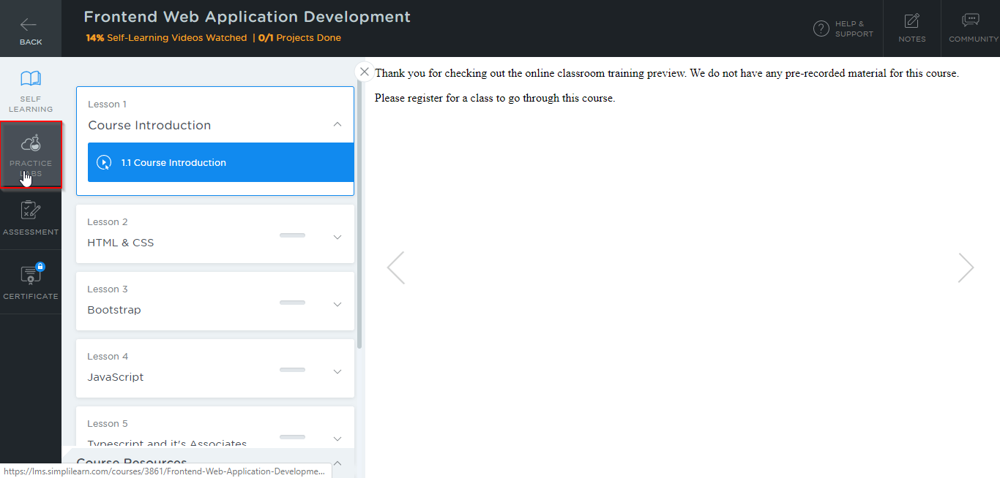 BACK
Frontend Web Application Development
14% Self-Learning Videos Watched | 0/1 Projects Done
HELP &
SUPPORT
NOTES
COMMUNITY
SELF
LEARNING
PRACTICE
LABS
ASSESSMENT
CERTIFICATE
Lesson 1
Course Introduction
1.1 Course Introduction
Lesson 2
HTML & CSS
Lesson 3
Bootstrap
Lesson 4
JavaScript
Lesson 5
Typescript and it's Associates
Course Resources
Thank you for checking out the online classroom training preview. We do not have any pre-recorded material for this course.
Please register for a class to go through this course.
https://lms.simplilearn.com/courses/3861/Frontend-Web-Application-Developme...